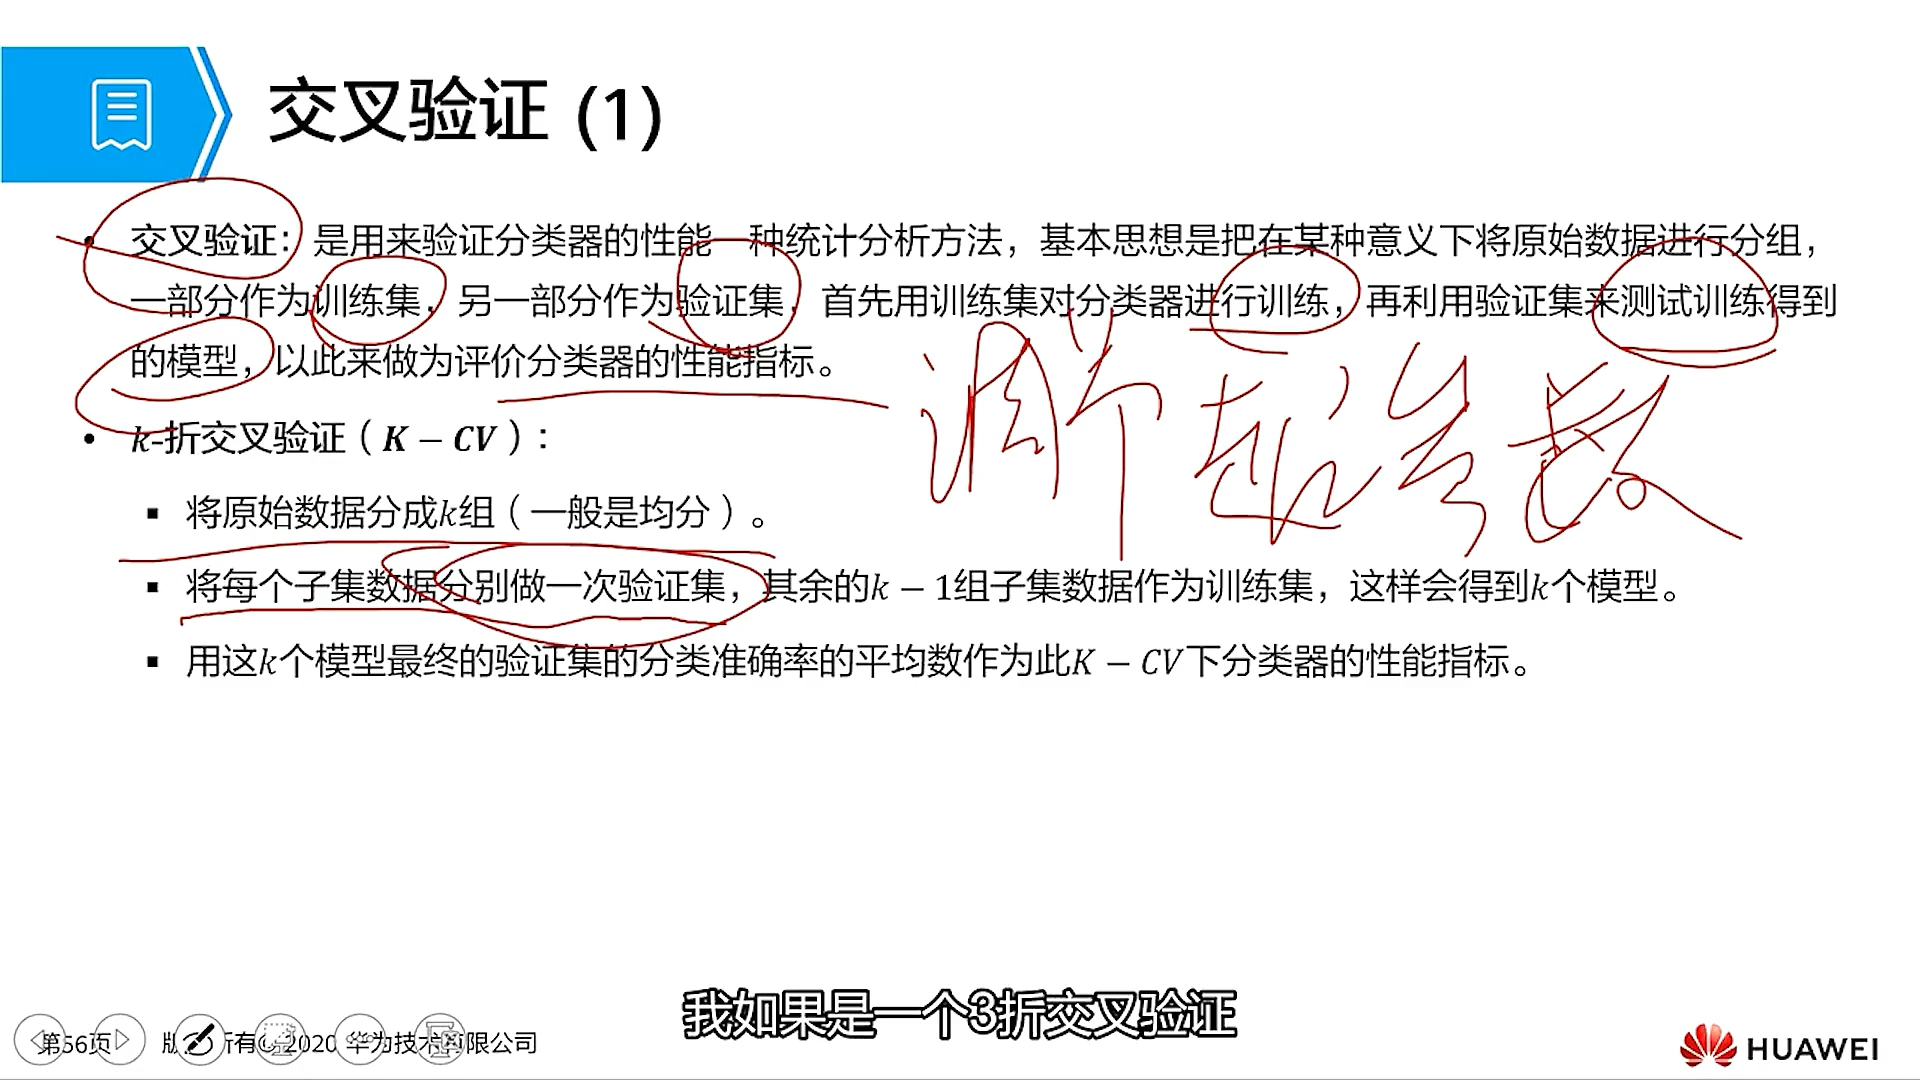 交叉验证 (1)
• 交叉验证：是用来验证分类器的性能一种统计分析方法，基本思想是把在某种意义下将原始数据进行分组，
一部分作为训练集，另一部分作为验证集，首先用训练集对分类器进行训练，再利用验证集来测试训练得到
的模型，以此来做为评价分类器的性能指标。
调节超参数
• k-折交叉验证（K − CV）：
▪ 将原始数据分成k组（一般是均分）。
▪ 将每个子集数据分别做一次验证集，其余的k − 1组子集数据作为训练集，这样会得到k个模型。
▪ 用这k个模型最终的验证集的分类准确率的平均数作为此K − CV下分类器的性能指标。
我如果是一个3折交叉验证
第56页 版权所有© 2020 华为技术有限公司
HUAWEI